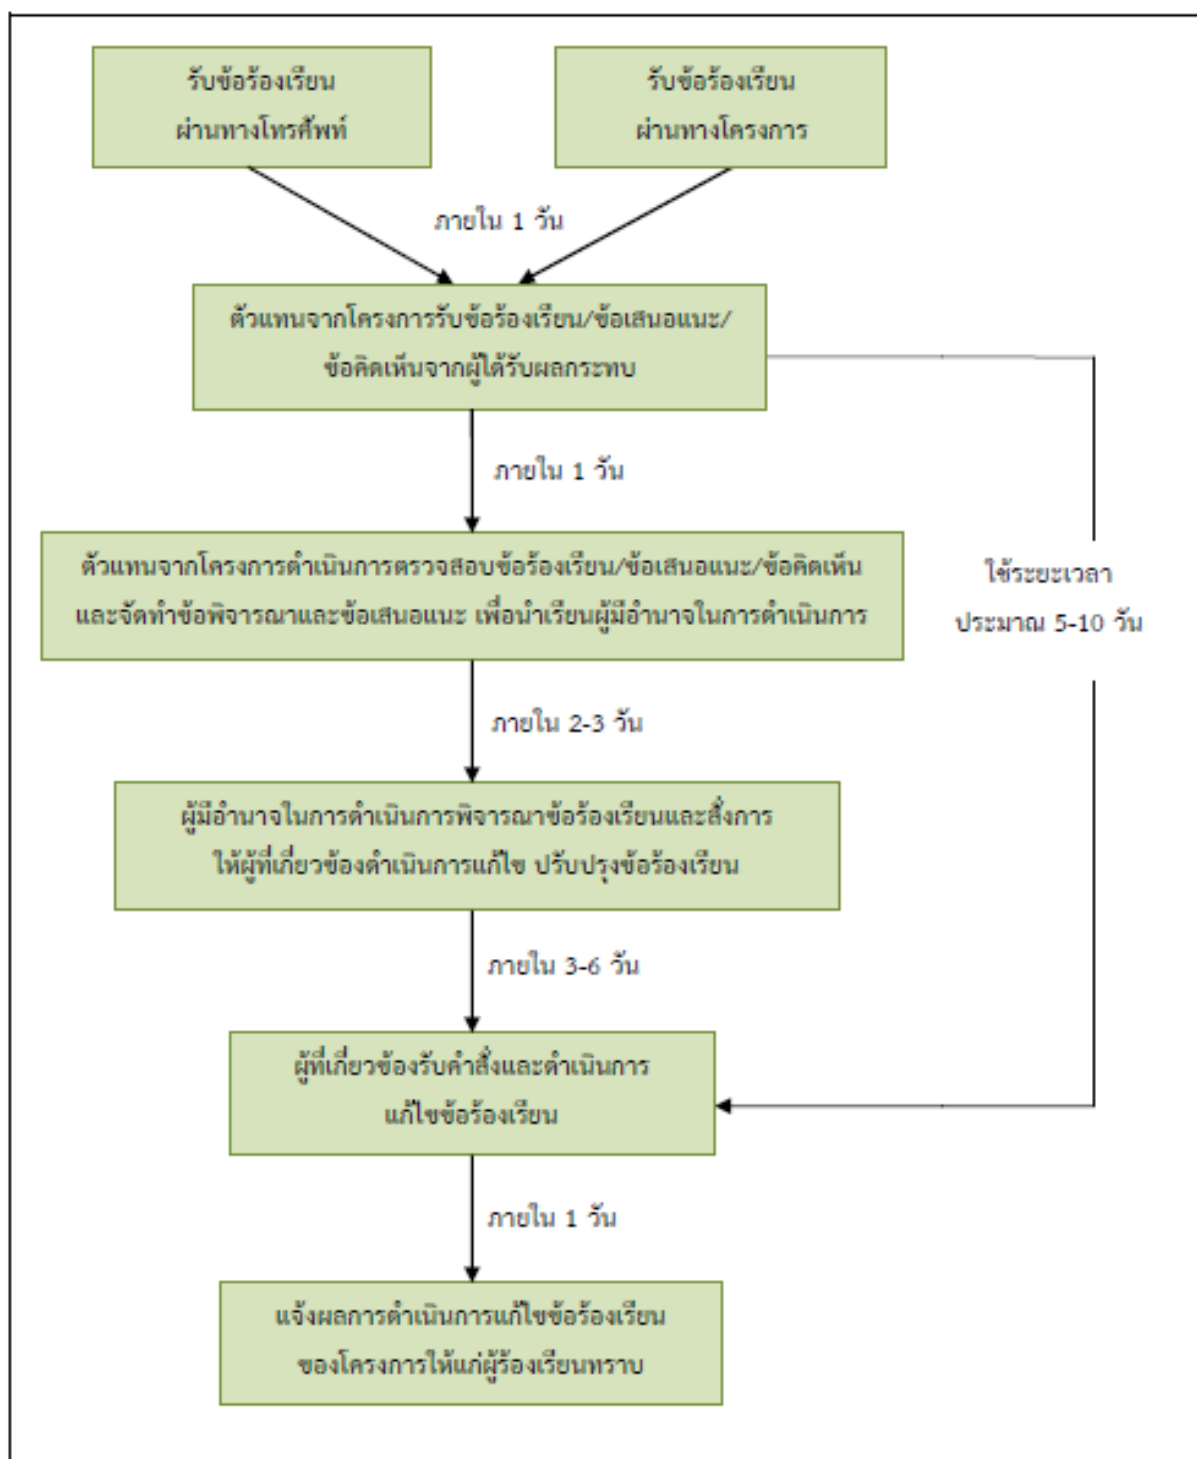 รับข้อร้องเรียน
ผ่านทางโทรศัพท์
รับข้อร้องเรียน
ผ่านทางโครงการ
ภายใน 1 วัน
ตัวแทนจากโครงการรับข้อร้องเรียน/ข้อเสนอแนะ/
ข้อคิดเห็นจากผู้ได้รับผลกระทบ
ภายใน 1 วัน
ตัวแทนจากโครงการดำเนินการตรวจสอบข้อร้องเรียน/ข้อเสนอแนะ/ข้อคิดเห็น
และจัดทำข้อพิจารณาและข้อเสนอแนะ เพื่อนำเรียนผู้มีอำนาจในการดำเนินการ
ใช้ระยะเวลา
ประมาณ 5-10 วัน
ภายใน 2-3 วัน
ผู้มีอำนาจในการดำเนินการพิจารณาข้อร้องเรียนและสั่งการ
ให้ผู้ที่เกี่ยวข้องดำเนินการแก้ไข ปรับปรุงข้อร้องเรียน
ภายใน 3-6 วัน
ผู้ที่เกี่ยวข้องรับคำสั่งและดำเนินการ
แก้ไขข้อร้องเรียน
ภายใน 1 วัน
แจ้งผลการดำเนินการแก้ไขข้อร้องเรียน
ของโครงการให้แก่ผู้ร้องเรียนทราบ